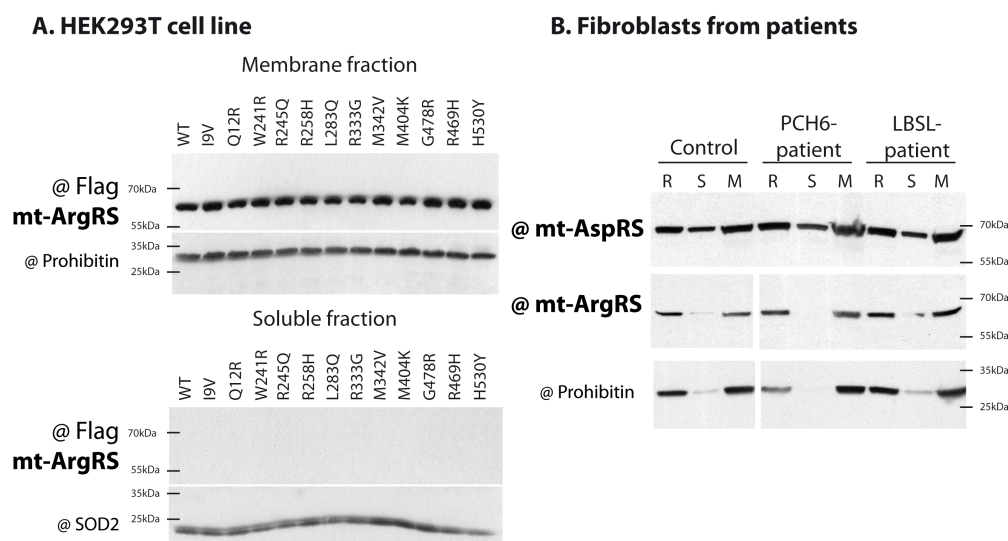 A. HEK293T cell line
Membrane fraction
WT I9V Q12R W241R R245Q R258H L283Q R333G M342V M404K G478R R469H H530Y
@ Flag
mt-ArgRS
70kDa
55kDa
@ Prohibitin
35kDa
25kDa
Soluble fraction
WT I9V Q12R W241R R245Q R258H L283Q R333G M342V M404K G478R R469H H530Y
@ Flag
mt-ArgRS
70kDa
55kDa
@ SOD2
35kDa
25kDa
B. Fibroblasts from patients
Control
PCH6-
patient
LBSL-
patient
R S M R S M R S M
@ mt-AspRS
70kDa
55kDa
@ mt-ArgRS
70kDa
55kDa
@ Prohibitin
35kDa
25kDa